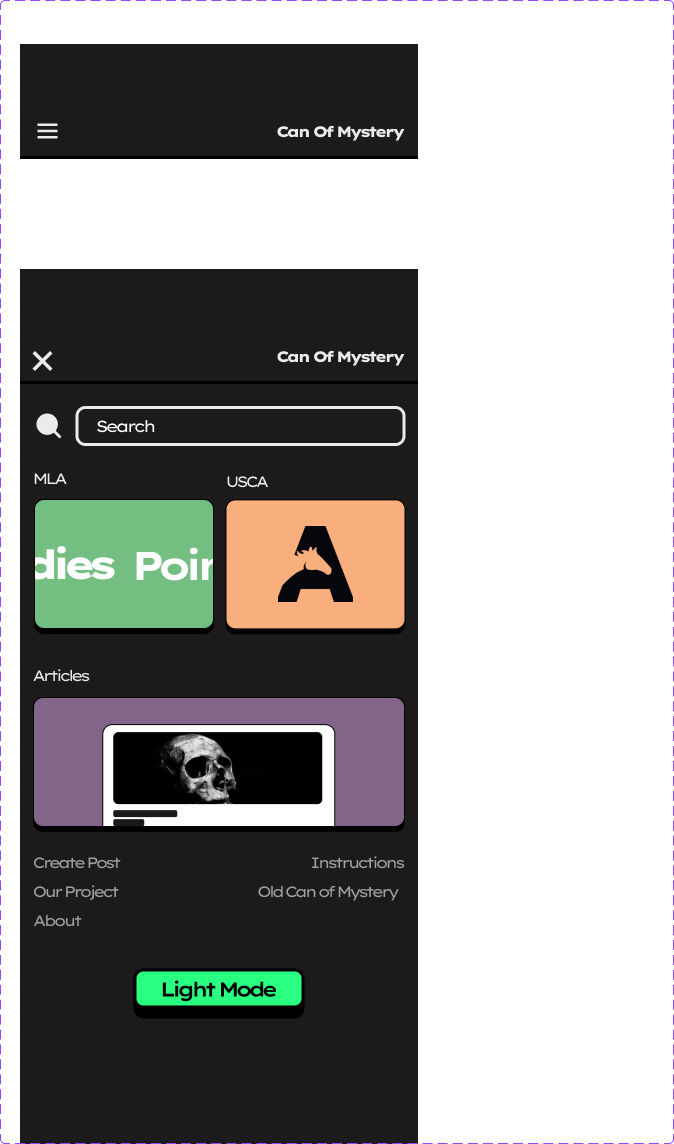 Can Of Mystery
Can Of Mystery
Search
MLA
USCA
dies Poin
A
Articles
Create Post
Instructions
Our Project
Old Can of Mystery
About
Light Mode